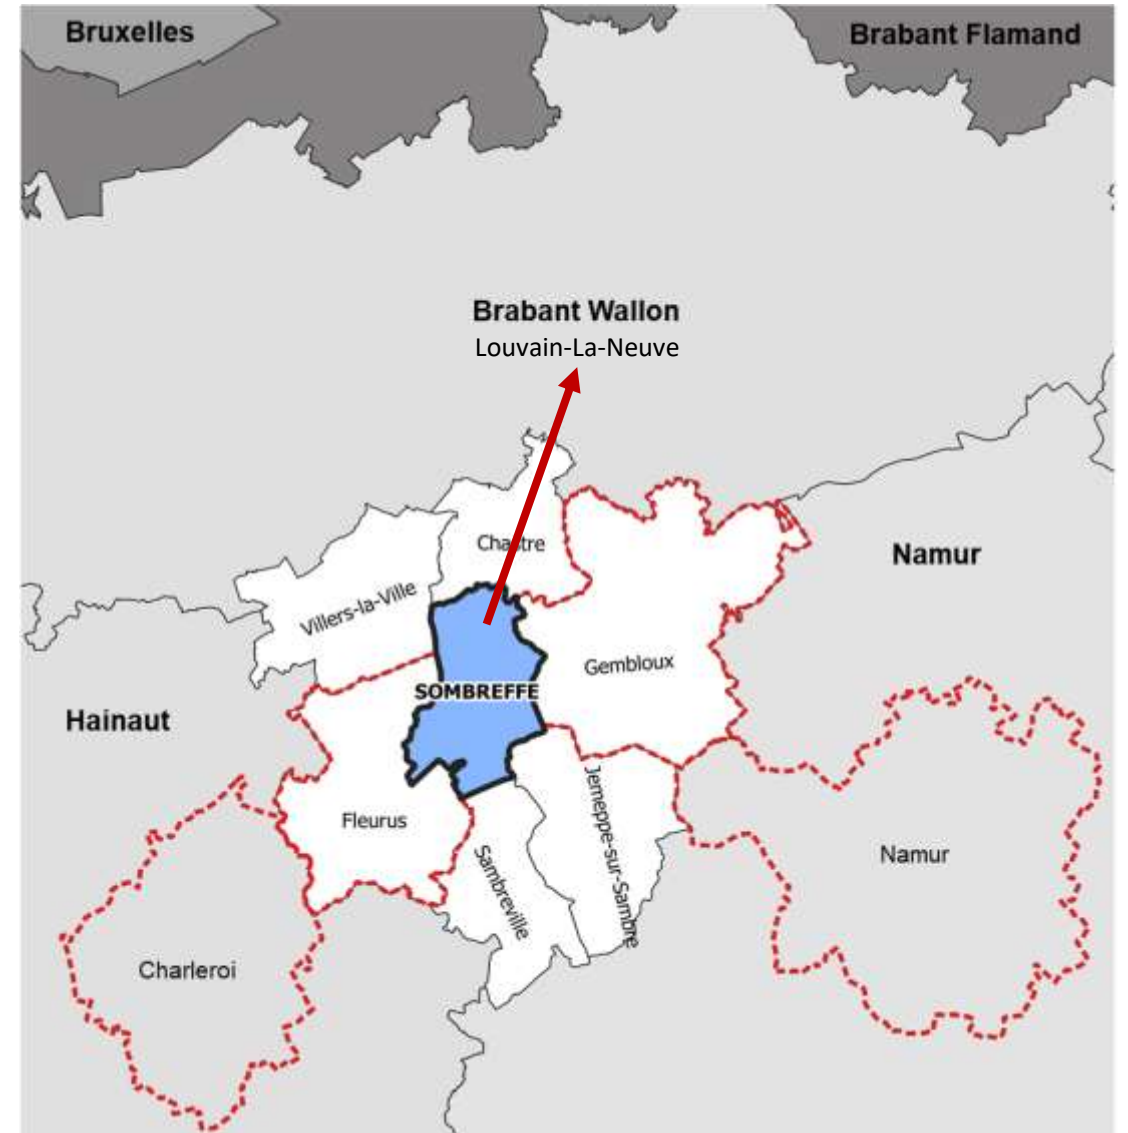 Bruxelles
Brabant Flamand
Brabant Wallon
Louvain-La-Neuve
Chastre
Namur
Villers-la-Ville
Gembloux
SOMBREFFE
Hainaut
Fleurus
Jemeppe-sur-Sambre
Sambreville
Namur
Charleroi